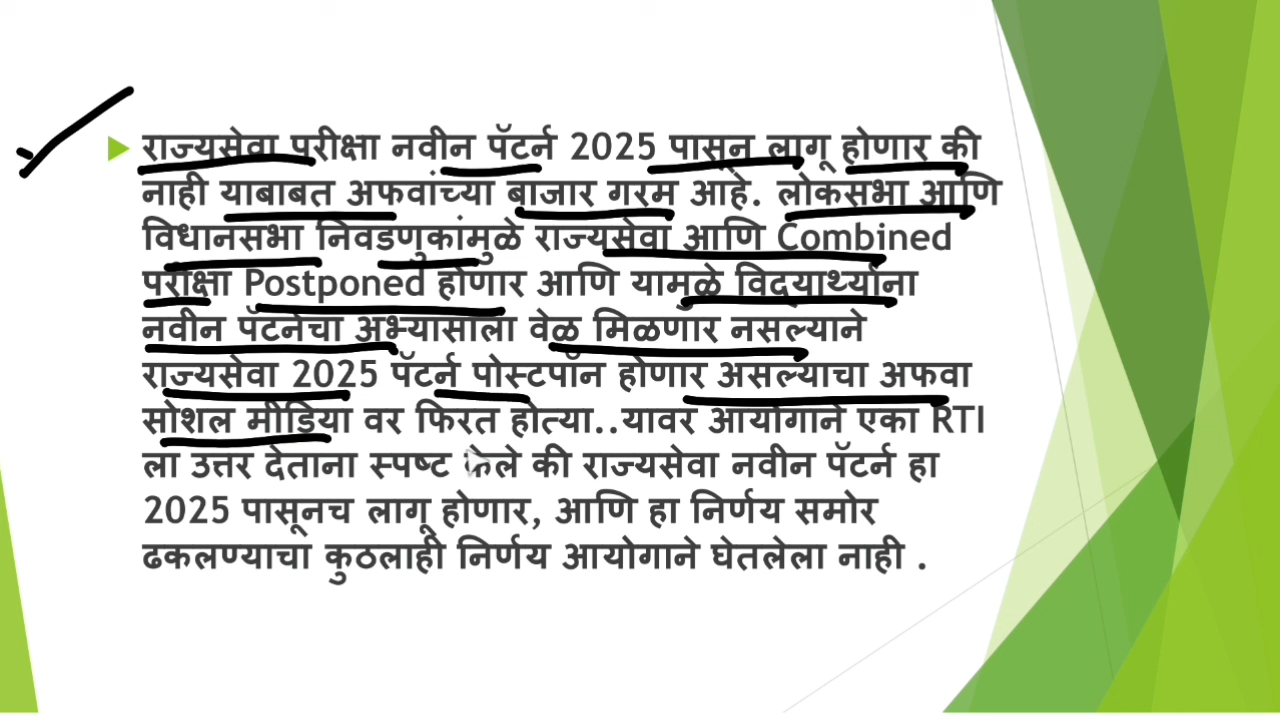 राज्यसेवा परीक्षा नवीन पॅटर्न 2025 पासून लागू होणार की
नाही याबाबत अफवांच्या बाजार गरम आहे. लोकसभा आणि
विधानसभा निवडणुकांमुळे राज्यसेवा आणि Combined
परीक्षा Postponed होणार आणि यामुळे विद्यार्थ्यांना
नवीन पॅटर्नचा अभ्यासाला वेळ मिळणार नसल्याने
राज्यसेवा 2025 पॅटर्न पोस्टपॉन होणार असल्याचा अफवा
सोशल मीडिया वर फिरत होत्या..यावर आयोगाने एका RTI
ला उत्तर देताना स्पष्ट केले की राज्यसेवा नवीन पॅटर्न हा
2025 पासूनच लागू होणार, आणि हा निर्णय समोर
ढकलण्याचा कुठलाही निर्णय आयोगाने घेतलेला नाही .